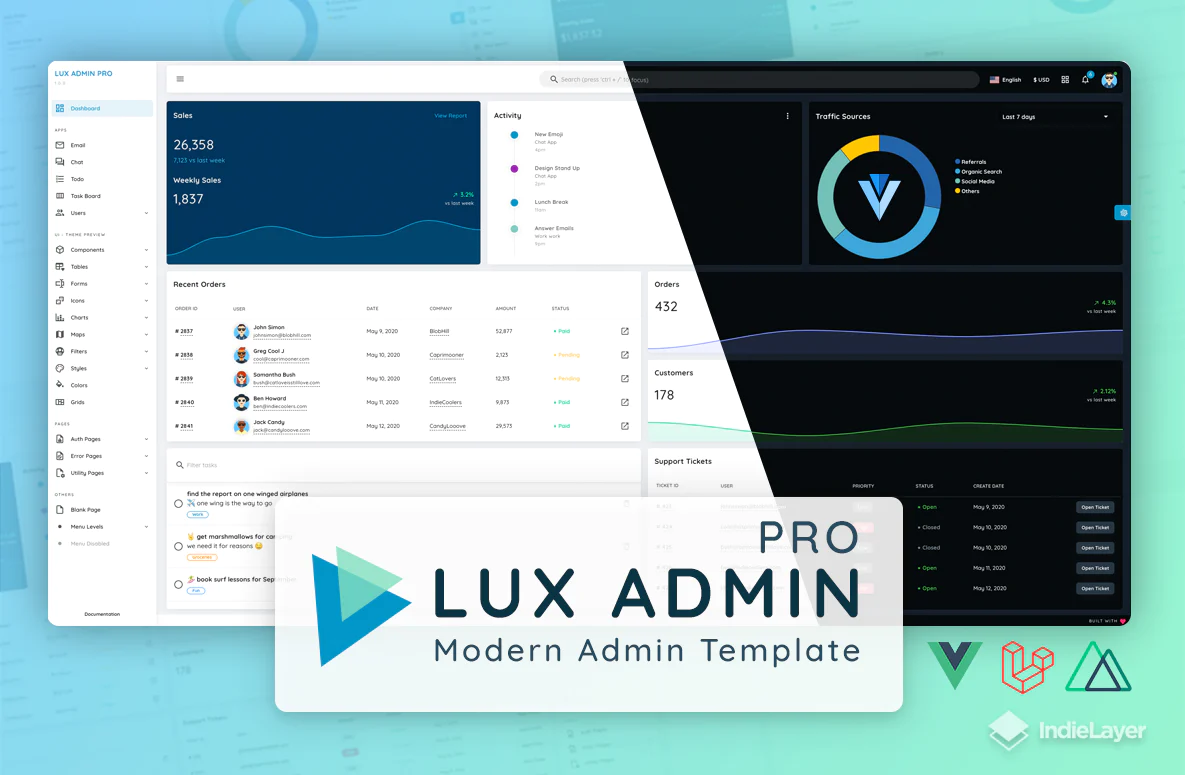 LUX ADMIN PRO
Search (press "ctrl + /" to focus)
English
$ USD
Dashboard
APPS
Email
Chat
Todo
Task Board
Users
UI - THEME PREVIEW
Components
Tables
Forms
Icons
Charts
Maps
Filters
Styles
Colors
Grids
PAGES
Auth Pages
Error Pages
Utility Pages
OTHERS
Blank Page
Menu Levels
Menu Disabled
Documentation
Sales
View Report
26,358
7,123 vs last week
Weekly Sales
1,837
3.2%
vs last week
Activity
New Emoji
Chat App
4pm
Design Stand Up
Chat App
2pm
Lunch Break
11am
Answer Emails
Work work
9pm
Traffic Sources
Last 7 days
Referrals
Organic Search
Social Media
Others
Recent Orders
ORDER ID USER DATE COMPANY AMOUNT STATUS
# 2837 John Simon May 9, 2020 BlobHill 52,877 Paid
johnsimon@blobhill.com
# 2838 Greg Cool J May 10, 2020 Caprimooner 2,123 Pending
cool@caprimooner.com
# 2839 Samantha Bush May 10, 2020 CatLovers 12,313 Pending
bush@catloveisstilllove.com
# 2840 Ben Howard May 11, 2020 IndieCoolers 9,873 Paid
ben@indiecoolers.com
# 2841 Jack Candy May 12, 2020 CandyLooove 29,573 Paid
jack@candylooove.com
Orders
432
4.3%
vs last week
Customers
178
2.12%
vs last week
Filter tasks
find the report on one winged airplanes
✈️ one wing is the way to go
Work
get marshmallows for
we need it for reasons
Groceries
book surf lessons for
Fun
Support Tickets
TICKET ID USER PRIORITY STATUS CREATE DATE
Open May 9, 2020 Open Ticket
Closed May 10, 2020 Open Ticket
Closed May 10, 2020 Open Ticket
Open May 11, 2020 Open Ticket
Open May 12, 2020 Open Ticket
BUILT WITH
PRO
LUX ADMIN
Modern Admin Template
IndieLayer